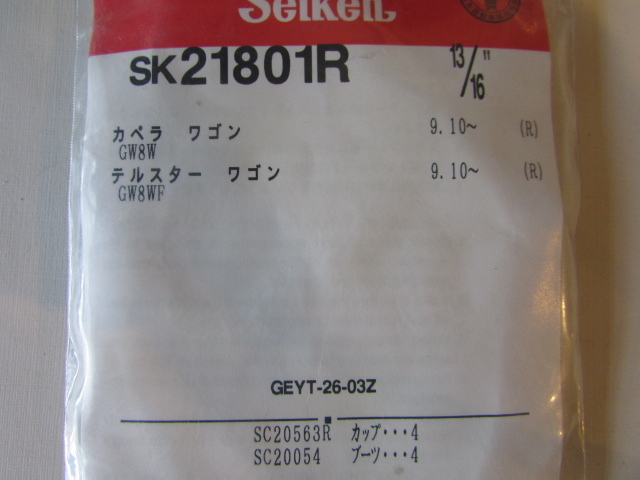 Seiken
SK21801R 13/16"
カペラ ワゴン 9.10~ (R)
GW8W
テルスター ワゴン 9.10~ (R)
GW8WF
GEYT-26-03Z
SC20563R カップ・・・4
SC20054 ブーツ・・・4